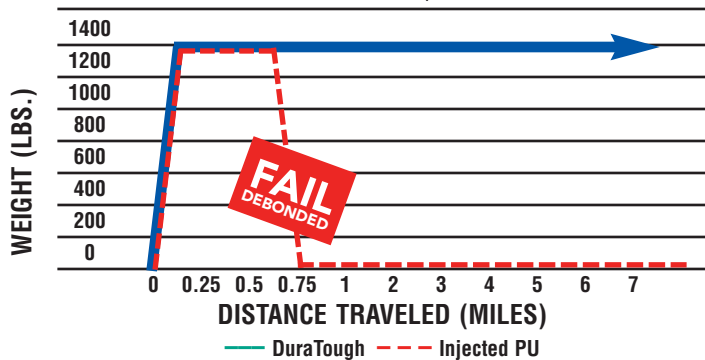 1400
1200
1000
800
600
400
200
0
WEIGHT (LBS.)
FAIL
DEBONDED
0 0.25 0.5 0.75 1 2 3 4 5 6 7
DISTANCE TRAVELED (MILES)
DuraTough Injected PU